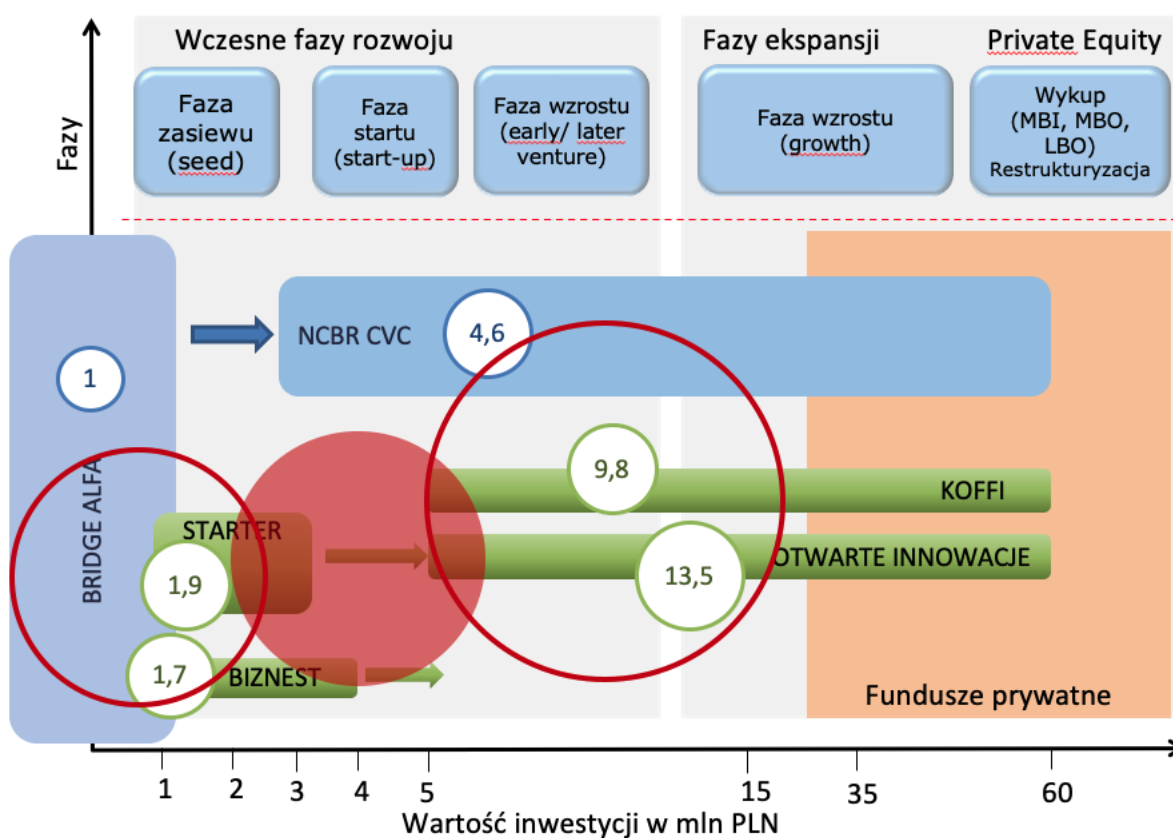 Wczesne fazy rozwoju
Fazy ekspansji
Private Equity
Fazy
Faza
zasiewu
(seed)
Faza
startu
(start-up)
Faza wzrostu
(early/ later
venture)
Faza wzrostu
(growth)
Wykup
(MBI, MBO,
LBO)
Restrukturyzacja
NCBR CVC
4,6
1
BRIDGE ALFA
9,8
KOFFI
STARTER
1,9
13,5
OTWARTE INNOWACJE
1,7
BIZNEST
Fundusze prywatne
1 2 3 4 5 15 35 60
Wartość inwestycji w mln PLN